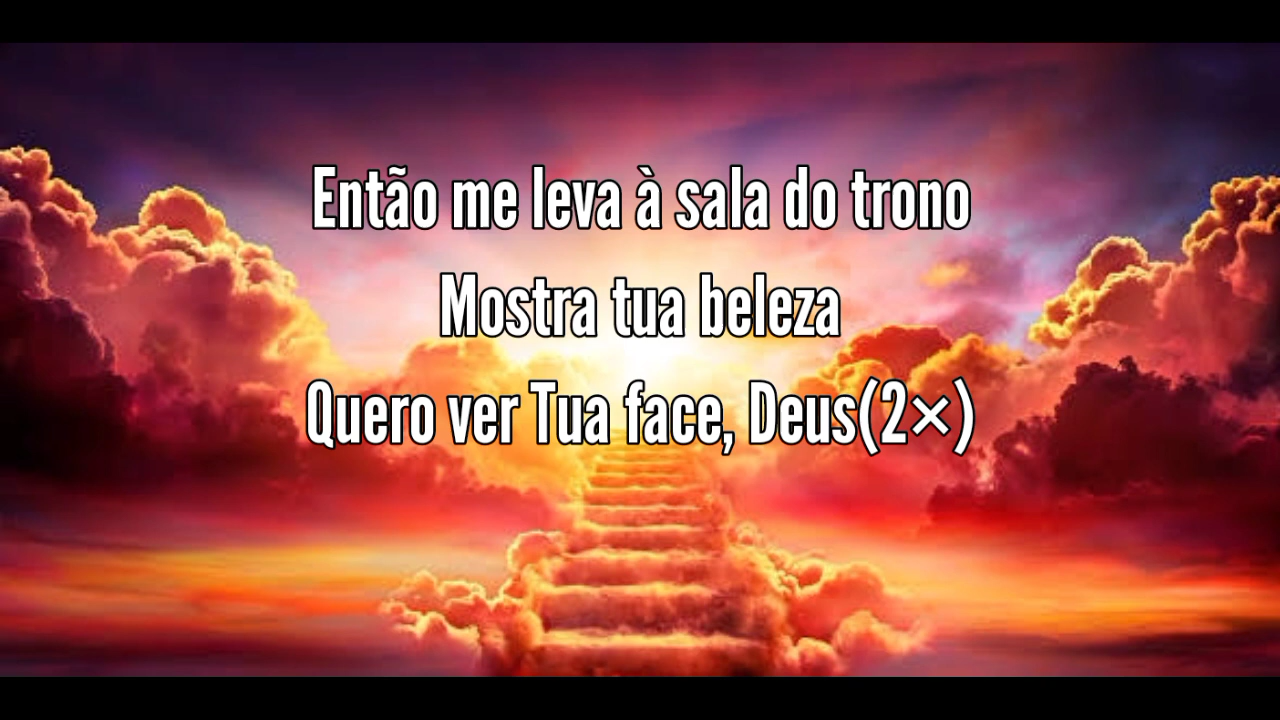 Então me leva à sala do trono
Mostra tua beleza
Quero ver Tua face, Deus(2×)